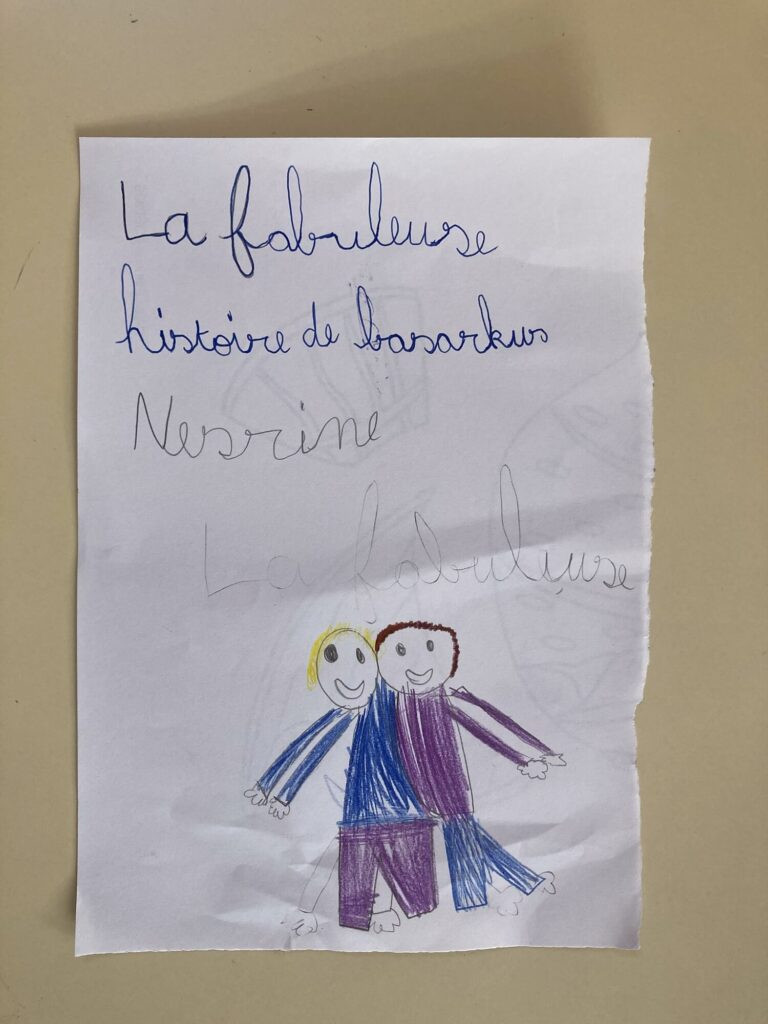 La fabuleuse
histoire de basarkus
Nesrine
La fabuleuse